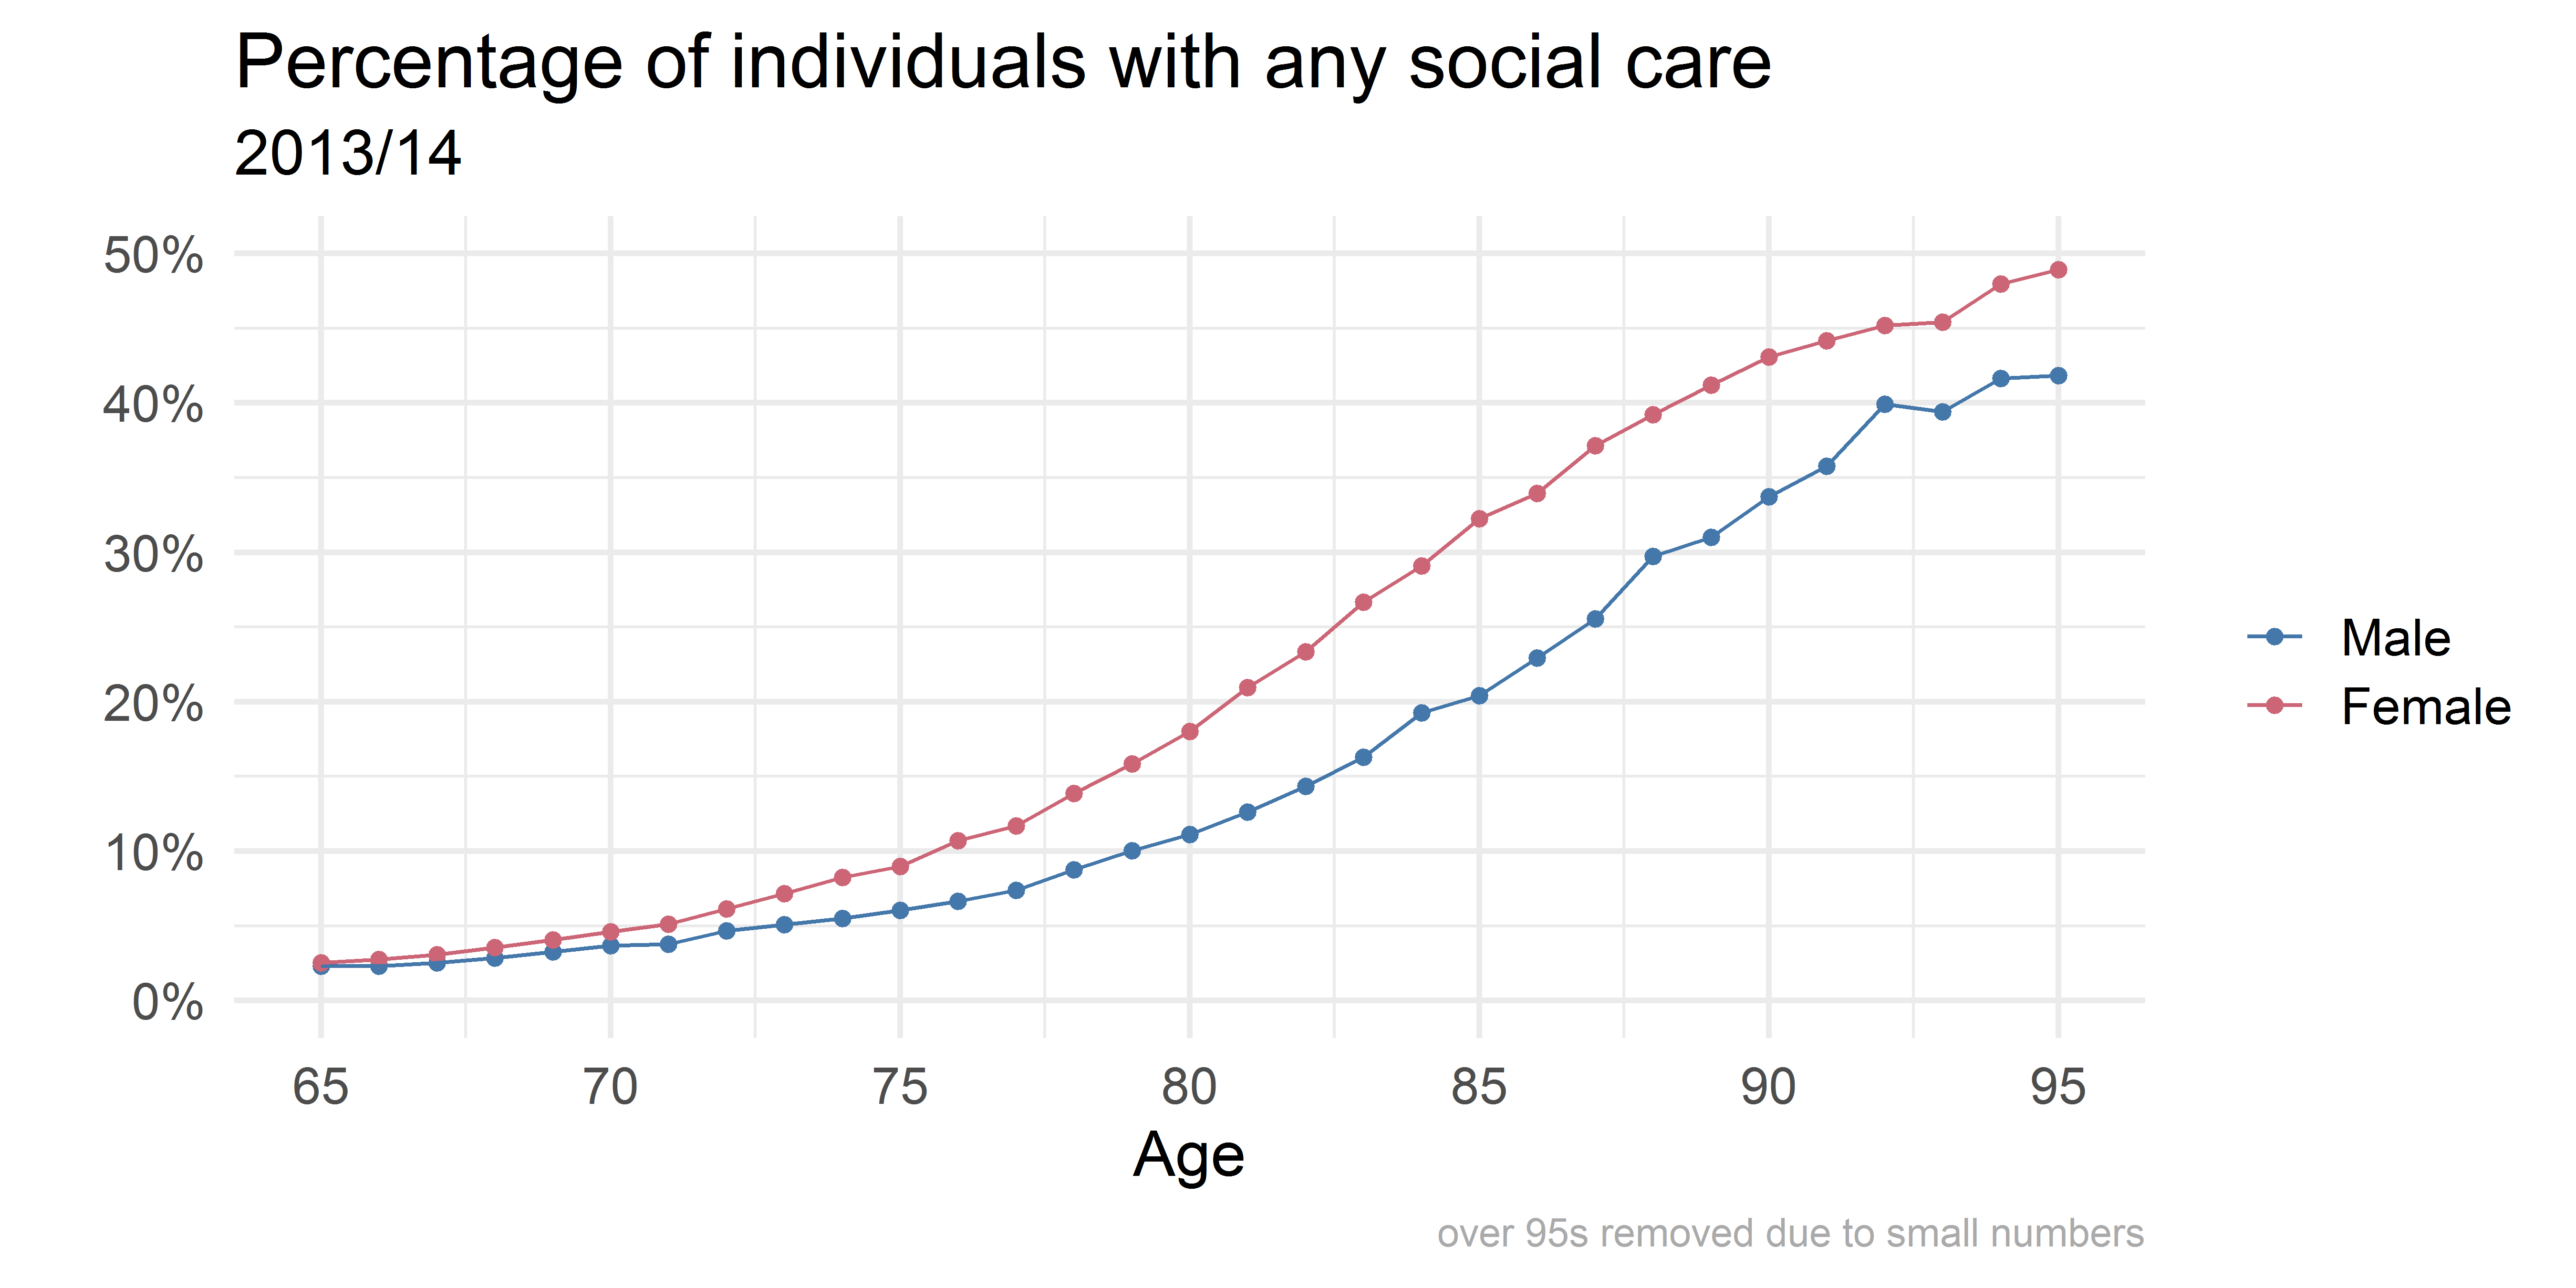 Percentage of individuals with any social care
2013/14
50%
40%
30%
20%
10%
0%
65 70 75 80 85 90 95
Age
Male
Female
over 95s removed due to small numbers